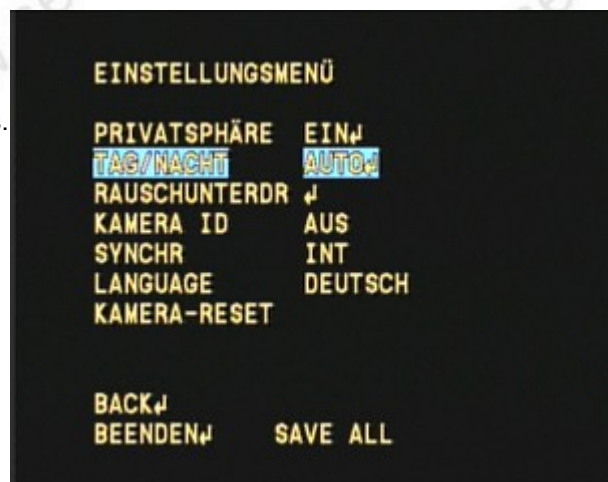 EINSTELLUNGSMENÜ
PRIVATSPHÄRE EIN↲
TAG/NACHT AUTO↲
RAUSCHUNTERDR ↲
KAMERA ID AUS
SYNCHR INT
LANGUAGE DEUTSCH
KAMERA-RESET
BACK↲
BEENDEN↲ SAVE ALL